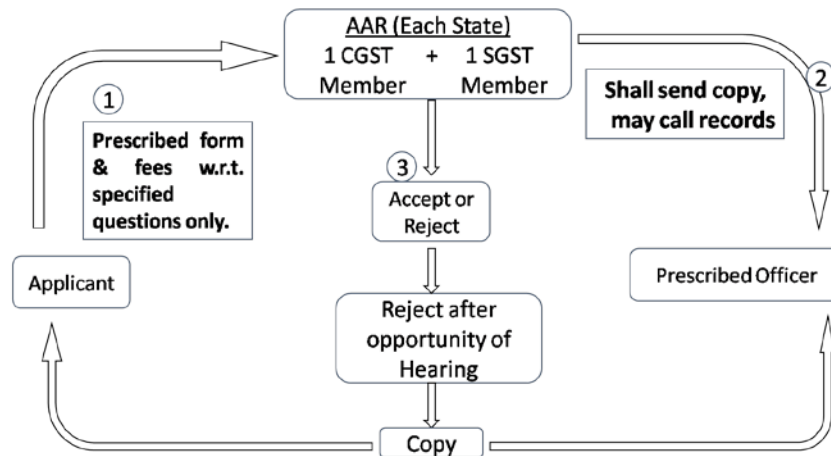 AAR (Each State)
1 CGST + 1 SGST
Member Member
1
Prescribed form
& fees w.r.t.
specified
questions only.
2
Shall send copy,
may call records
3
Accept or
Reject
Applicant
Prescribed Officer
Reject after
opportunity of
Hearing
Copy